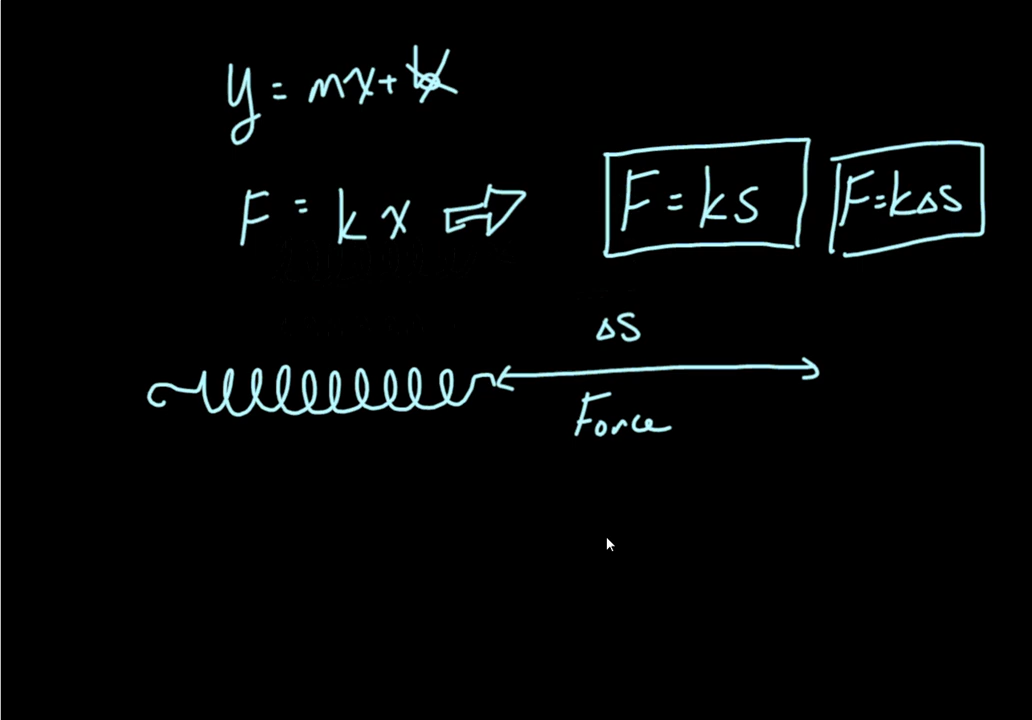 y = mx + b
F = kx ⇒ F = ks F = kΔs
Δs
Force